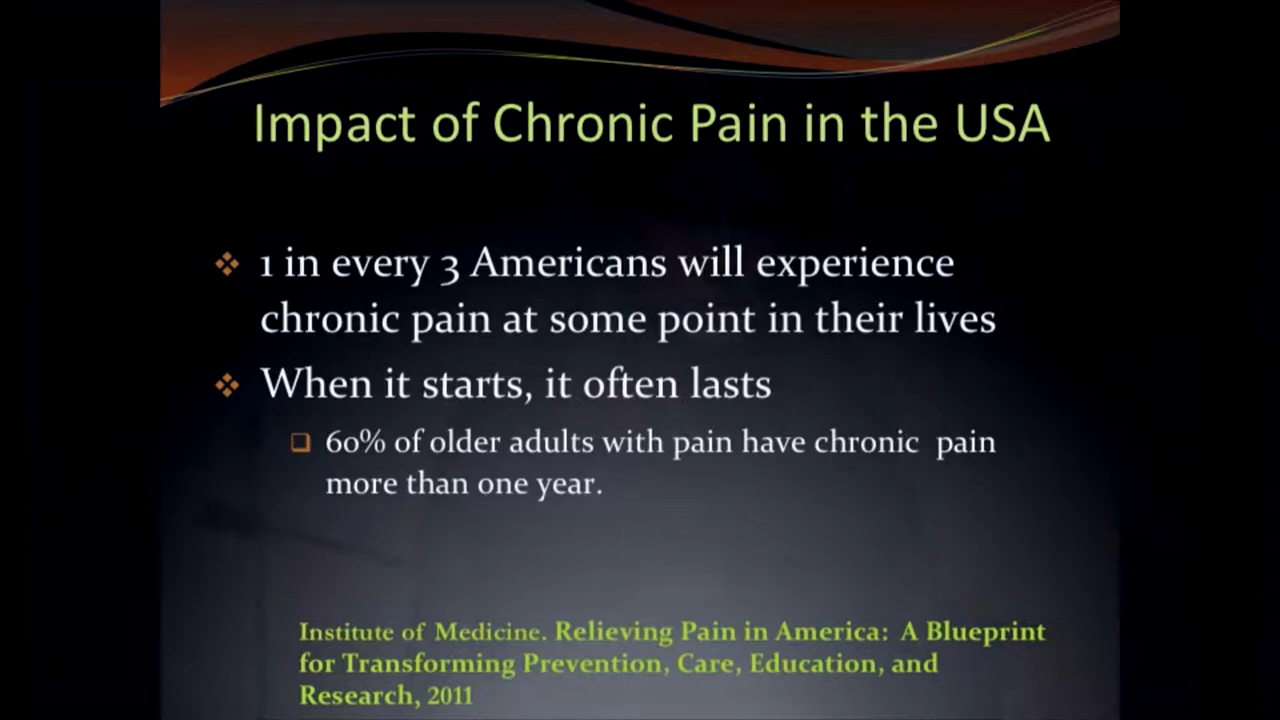 Impact of Chronic Pain in the USA
1 in every 3 Americans will experience
chronic pain at some point in their lives
When it starts, it often lasts
60% of older adults with pain have chronic pain
more than one year.
Institute of Medicine. Relieving Pain in America: A Blueprint
for Transforming Prevention, Care, Education, and
Research, 2011